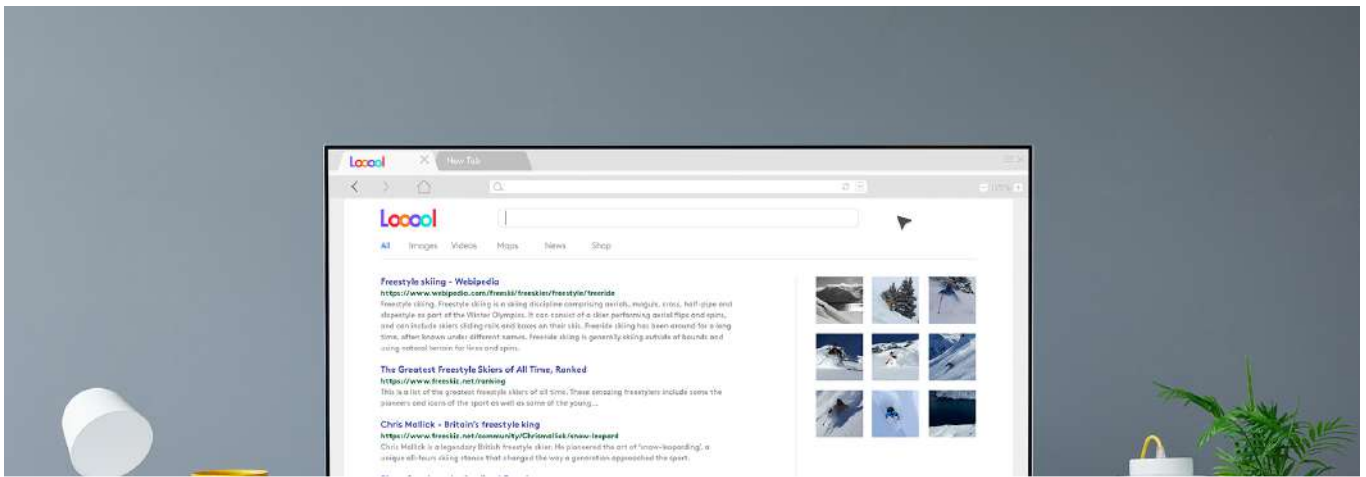 Looool
New Tab
Looool
All Images Videos Maps News Shop
Freestyle skiing - Webipedia
https://www.webipedia.com/freeski/freeskier/freestyle/freeride
Freestyle skiing. Freestyle skiing is a skiing discipline comprising aerials, moguls, cross, half-pipe and
slopestyle as part of the Winter Olympics. It can consist of a skier performing aerial flips and spins,
and can include skiers sliding rails and boxes on their skis. Freeride skiing has been around for a long
time, often known under different names. Freeride skiing is generally skiing outside of bounds and
using natural terrain for lines and spins.
The Greatest Freestyle Skiers of All Time, Ranked
https://www.freeskiz.net/ranking
This is a list of the greatest freestyle skiers of all time. These amazing freestylers include some the
pioneers and icons of the sport as well as some of the young...
Chris Mallick - Britain's freestyle king
https://www.freeskiz.net/community/Chrismallick/snow-leopard
Chris Mallick is a legendary British freestyle skier. He pioneered the art of 'snow-leoparding', a
unique all-fours skiing stance that changed the way a generation approached the sport.